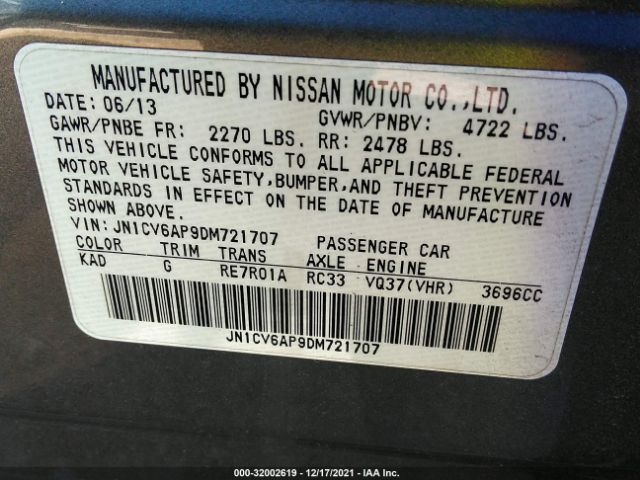 MANUFACTURED BY NISSAN MOTOR CO.,LTD.
DATE: 06/13 GVWR/PNBV: 4722 LBS.
GAWR/PNBE FR: 2270 LBS. RR: 2478 LBS.
THIS VEHICLE CONFORMS TO ALL APPLICABLE FEDERAL
MOTOR VEHICLE SAFETY,BUMPER,AND THEFT PREVENTION
STANDARDS IN EFFECT ON THE DATE OF MANUFACTURE
SHOWN ABOVE.
VIN: JN1CV6AP9DM721707 PASSENGER CAR
COLOR TRIM TRANS AXLE ENGINE
KAD G RE7R01A RC33 VQ37(VHR) 3696CC
JN1CV6AP9DM721707
000-32002619 - 12/17/2021 - IAA Inc.